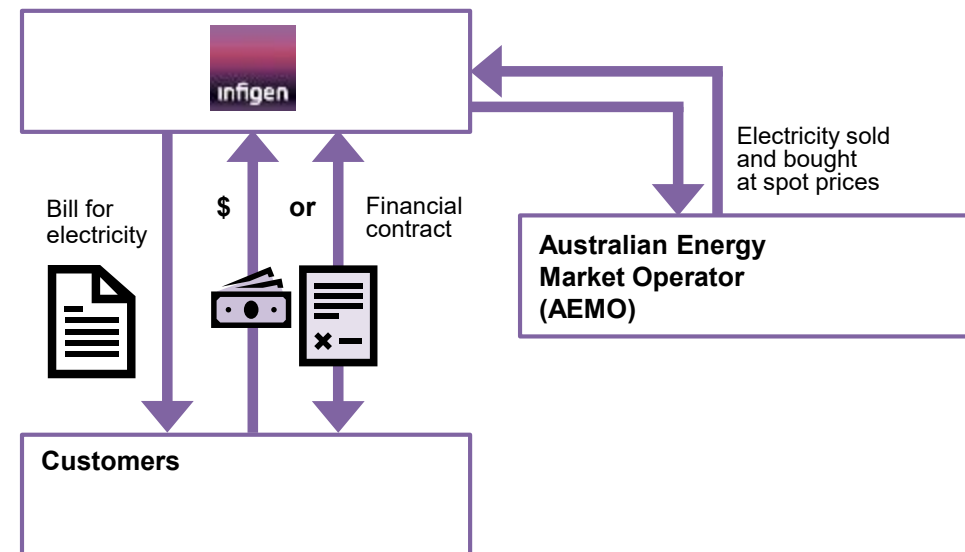 infigen
Electricity sold
and bought
at spot prices
Bill for
electricity
$ or
Financial
contract
Australian Energy
Market Operator
(AEMO)
Customers